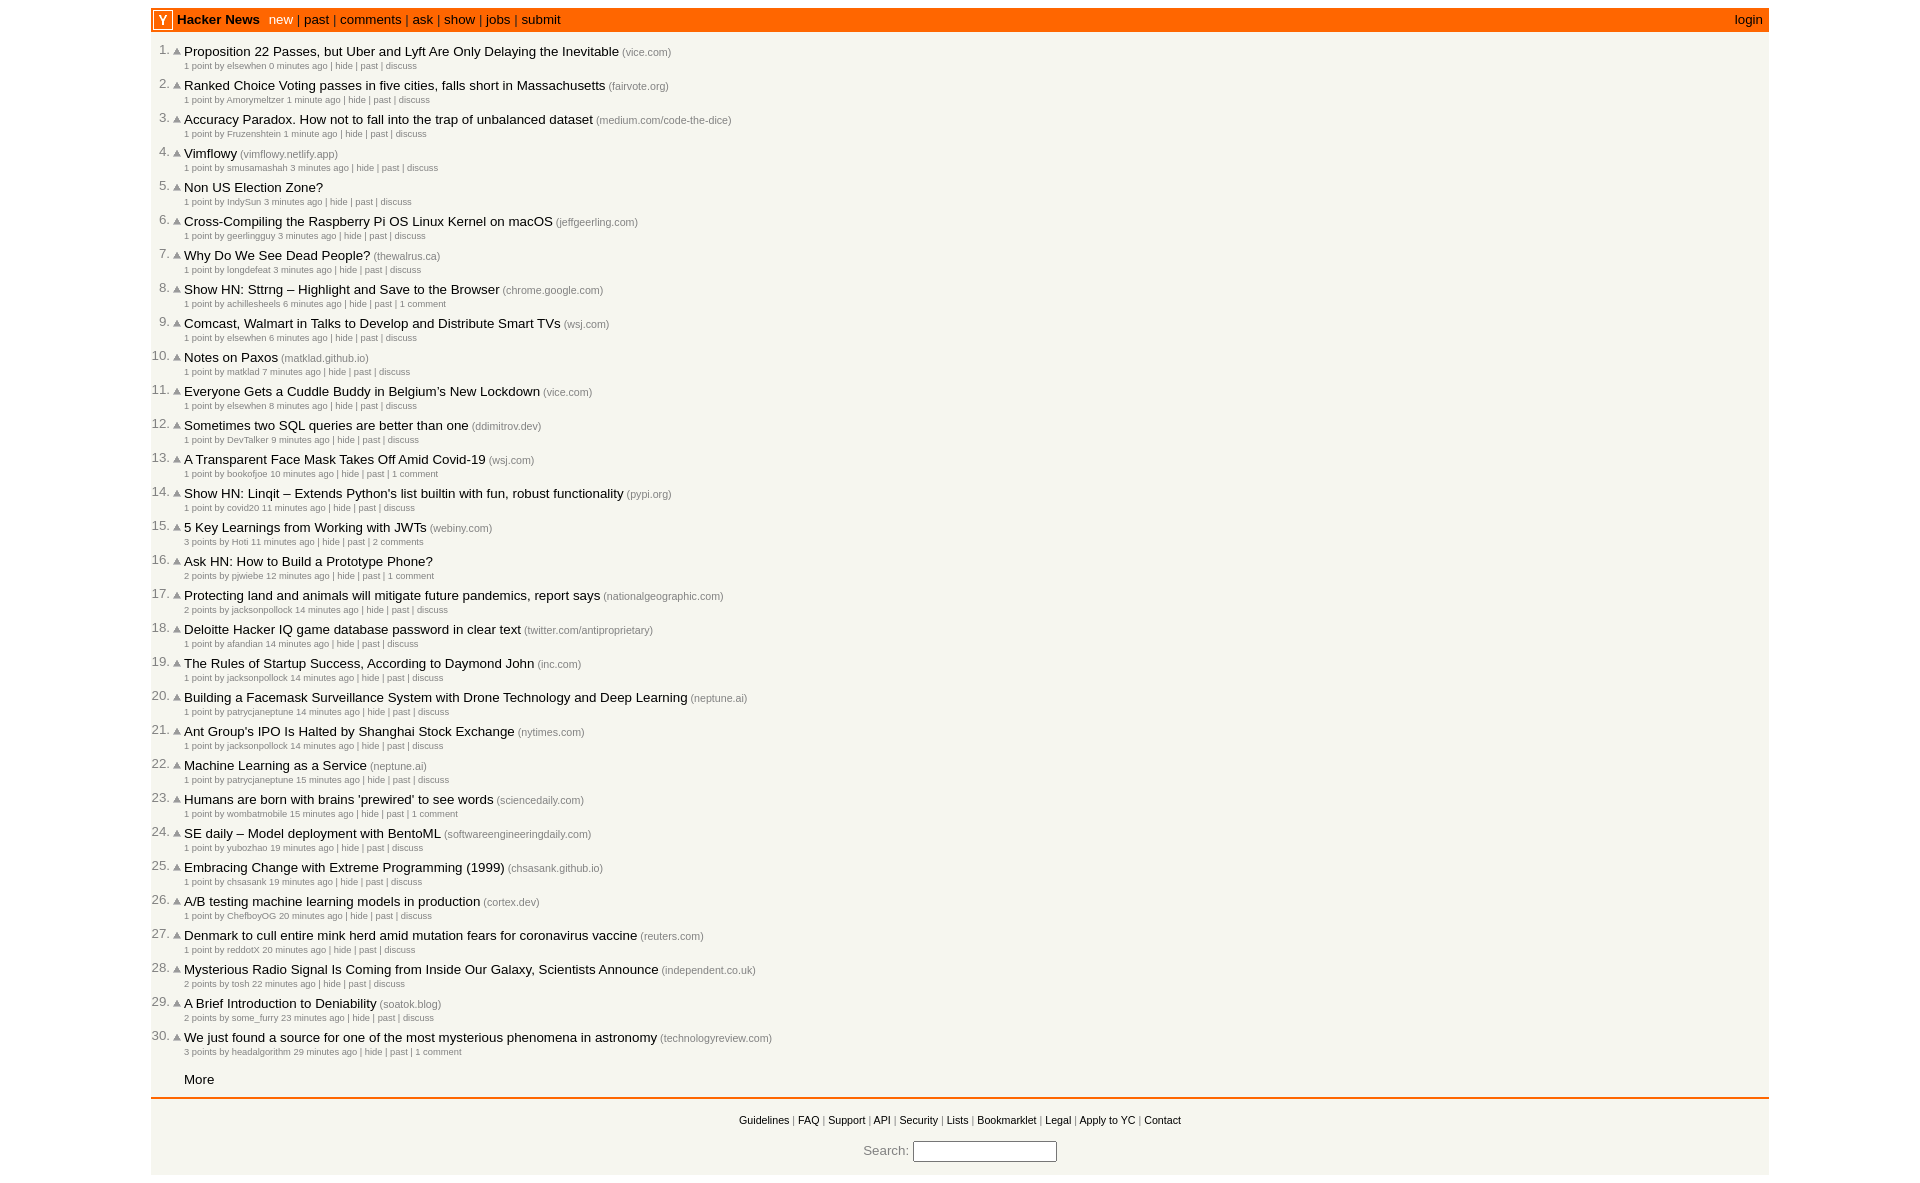 Y Hacker News new | past | comments | ask | show | jobs | submit login
1. Proposition 22 Passes, but Uber and Lyft Are Only Delaying the Inevitable (vice.com)
1 point by elsewhen 0 minutes ago | hide | past | discuss
2. Ranked Choice Voting passes in five cities, falls short in Massachusetts (fairvote.org)
1 point by Amorymeltzer 1 minute ago | hide | past | discuss
3. Accuracy Paradox. How not to fall into the trap of unbalanced dataset (medium.com/code-the-dice)
1 point by Fruzenshtein 1 minute ago | hide | past | discuss
4. Vimflowy (vimflowy.netlify.app)
1 point by smusamashah 3 minutes ago | hide | past | discuss
5. Non US Election Zone?
1 point by IndySun 3 minutes ago | hide | past | discuss
6. Cross-Compiling the Raspberry Pi OS Linux Kernel on macOS (jeffgeerling.com)
1 point by geerlingguy 3 minutes ago | hide | past | discuss
7. Why Do We See Dead People? (thewalrus.ca)
1 point by longdefeat 3 minutes ago | hide | past | discuss
8. Show HN: Sttrng – Highlight and Save to the Browser (chrome.google.com)
1 point by achillesheels 6 minutes ago | hide | past | 1 comment
9. Comcast, Walmart in Talks to Develop and Distribute Smart TVs (wsj.com)
1 point by elsewhen 6 minutes ago | hide | past | discuss
10. Notes on Paxos (matklad.github.io)
1 point by matklad 7 minutes ago | hide | past | discuss
11. Everyone Gets a Cuddle Buddy in Belgium’s New Lockdown (vice.com)
1 point by elsewhen 8 minutes ago | hide | past | discuss
12. Sometimes two SQL queries are better than one (ddimitrov.dev)
1 point by DevTalker 9 minutes ago | hide | past | discuss
13. A Transparent Face Mask Takes Off Amid Covid-19 (wsj.com)
1 point by bookofjoe 10 minutes ago | hide | past | 1 comment
14. Show HN: Linqit – Extends Python's list builtin with fun, robust functionality (pypi.org)
1 point by covid20 11 minutes ago | hide | past | discuss
15. 5 Key Learnings from Working with JWTs (webiny.com)
3 points by Hoti 11 minutes ago | hide | past | 2 comments
16. Ask HN: How to Build a Prototype Phone?
2 points by pjwiebe 12 minutes ago | hide | past | 1 comment
17. Protecting land and animals will mitigate future pandemics, report says (nationalgeographic.com)
2 points by jacksonpollock 14 minutes ago | hide | past | discuss
18. Deloitte Hacker IQ game database password in clear text (twitter.com/antiproprietary)
1 point by afandian 14 minutes ago | hide | past | discuss
19. The Rules of Startup Success, According to Daymond John (inc.com)
1 point by jacksonpollock 14 minutes ago | hide | past | discuss
20. Building a Facemask Surveillance System with Drone Technology and Deep Learning (neptune.ai)
1 point by patrycjaneptune 14 minutes ago | hide | past | discuss
21. Ant Group's IPO Is Halted by Shanghai Stock Exchange (nytimes.com)
1 point by jacksonpollock 14 minutes ago | hide | past | discuss
22. Machine Learning as a Service (neptune.ai)
1 point by patrycjaneptune 15 minutes ago | hide | past | discuss
23. Humans are born with brains 'prewired' to see words (sciencedaily.com)
1 point by wombatmobile 15 minutes ago | hide | past | 1 comment
24. SE daily – Model deployment with BentoML (softwareengineeringdaily.com)
1 point by yubozhao 19 minutes ago | hide | past | discuss
25. Embracing Change with Extreme Programming (1999) (chsasank.github.io)
1 point by chsasank 19 minutes ago | hide | past | discuss
26. A/B testing machine learning models in production (cortex.dev)
1 point by ChefboyOG 20 minutes ago | hide | past | discuss
27. Denmark to cull entire mink herd amid mutation fears for coronavirus vaccine (reuters.com)
1 point by reddotX 20 minutes ago | hide | past | discuss
28. Mysterious Radio Signal Is Coming from Inside Our Galaxy, Scientists Announce (independent.co.uk)
2 points by tosh 22 minutes ago | hide | past | discuss
29. A Brief Introduction to Deniability (soatok.blog)
2 points by some_furry 23 minutes ago | hide | past | discuss
30. We just found a source for one of the most mysterious phenomena in astronomy (technologyreview.com)
3 points by headalgorithm 29 minutes ago | hide | past | 1 comment
More
Guidelines | FAQ | Support | API | Security | Lists | Bookmarklet | Legal | Apply to YC | Contact
Search: